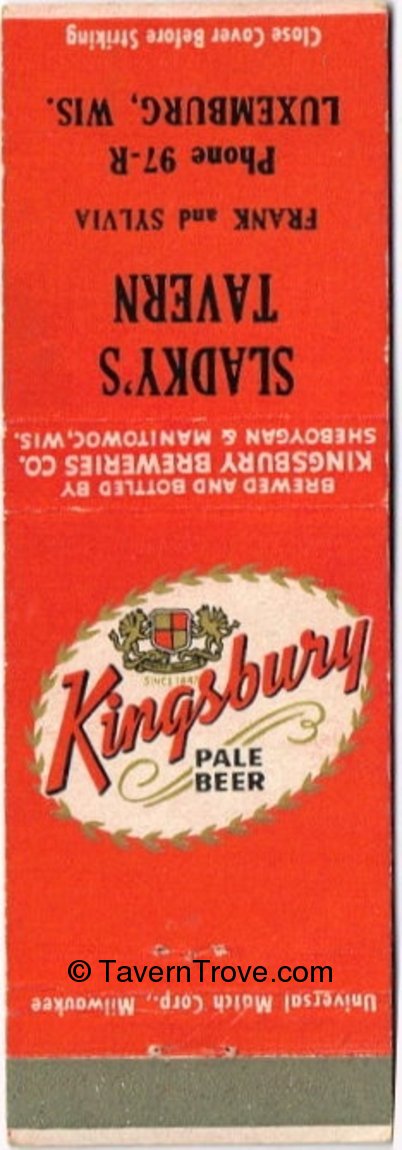 Close Cover Before Striking
LUXEMBURG, WIS.
Phone 97-R
FRANK and SYLVIA
SLADKY'S
TAVERN
BREWED AND BOTTLED BY
KINGSBURY BREWERIES CO.
SHEBOYGAN & MANITOWOC, WIS.
SINCE 1847
Kingsbury
PALE
BEER
© TavernTrove.com
Universal Match Corp., Milwaukee